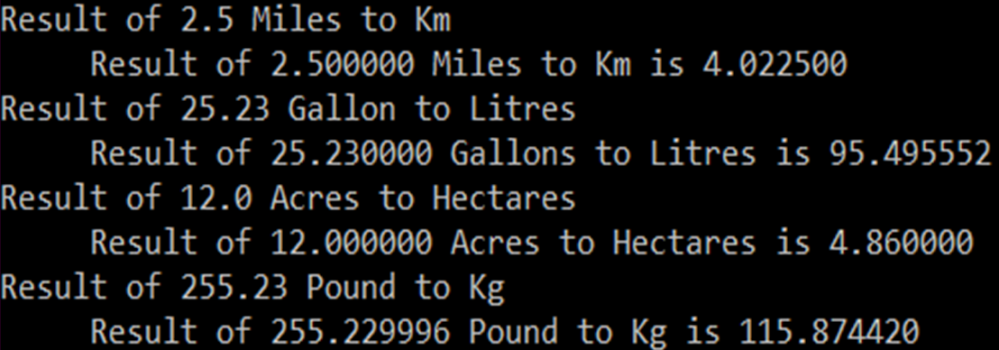 Result of 2.5 Miles to Km
Result of 2.500000 Miles to Km is 4.022500
Result of 25.23 Gallon to Litres
Result of 25.230000 Gallons to Litres is 95.495552
Result of 12.0 Acres to Hectares
Result of 12.000000 Acres to Hectares is 4.860000
Result of 255.23 Pound to Kg
Result of 255.229996 Pound to Kg is 115.874420